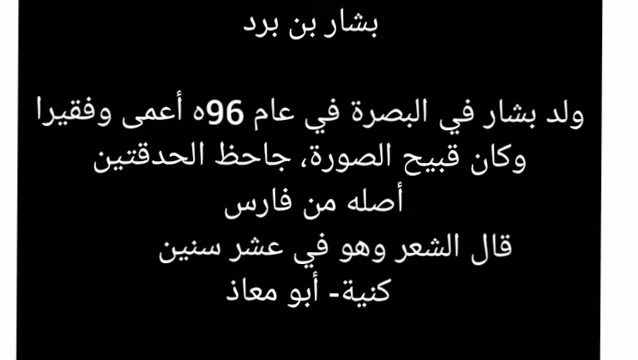 بشار بن برد
ولد بشار في البصرة في عام 96ه أعمى وفقيرا
وكان قبيح الصورة، جاحظ الحدقتين
أصله من فارس
قال الشعر وهو في عشر سنين
كنية- أبو معاذ